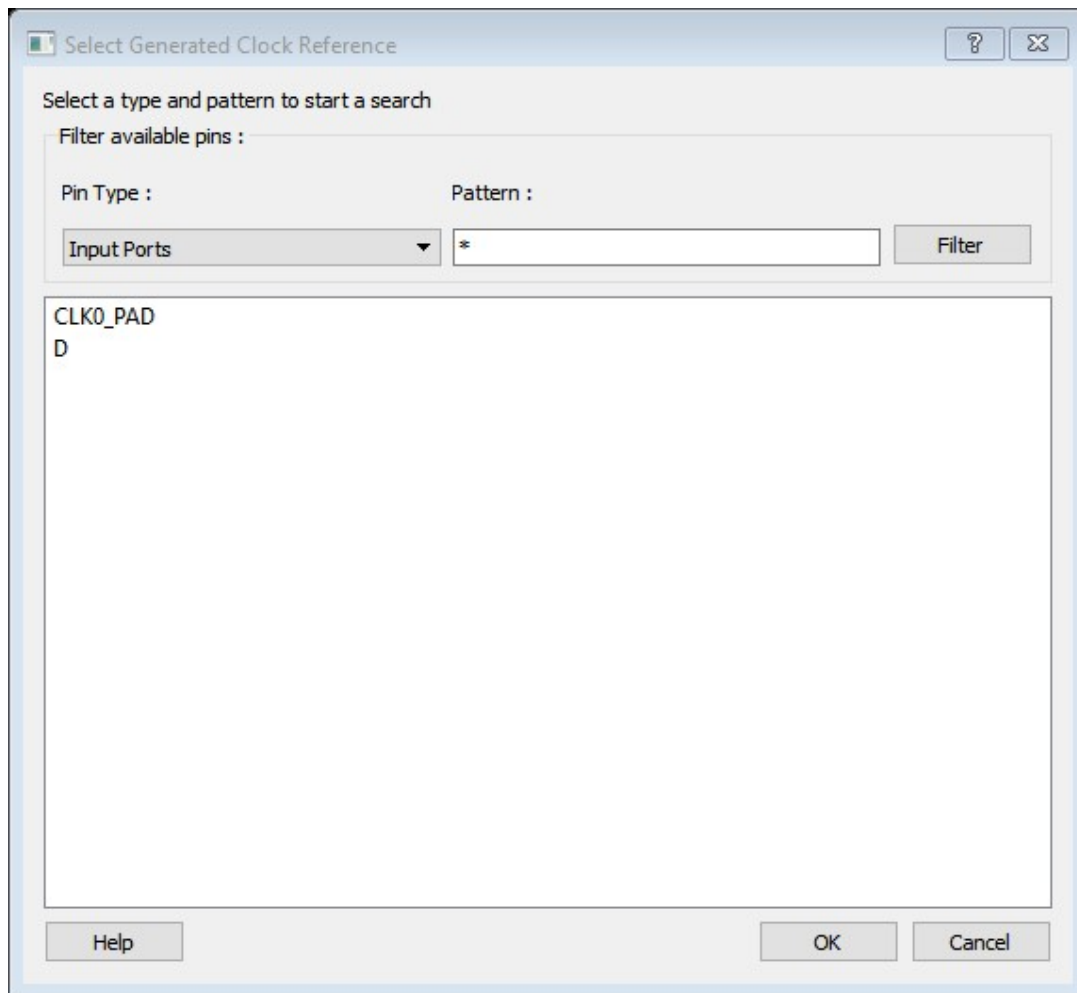 Select Generated Clock Reference
Select a type and pattern to start a search
Filter available pins :
Pin Type :
Pattern :
Input Ports
*
Filter
CLK0_PAD
D
Help
OK
Cancel